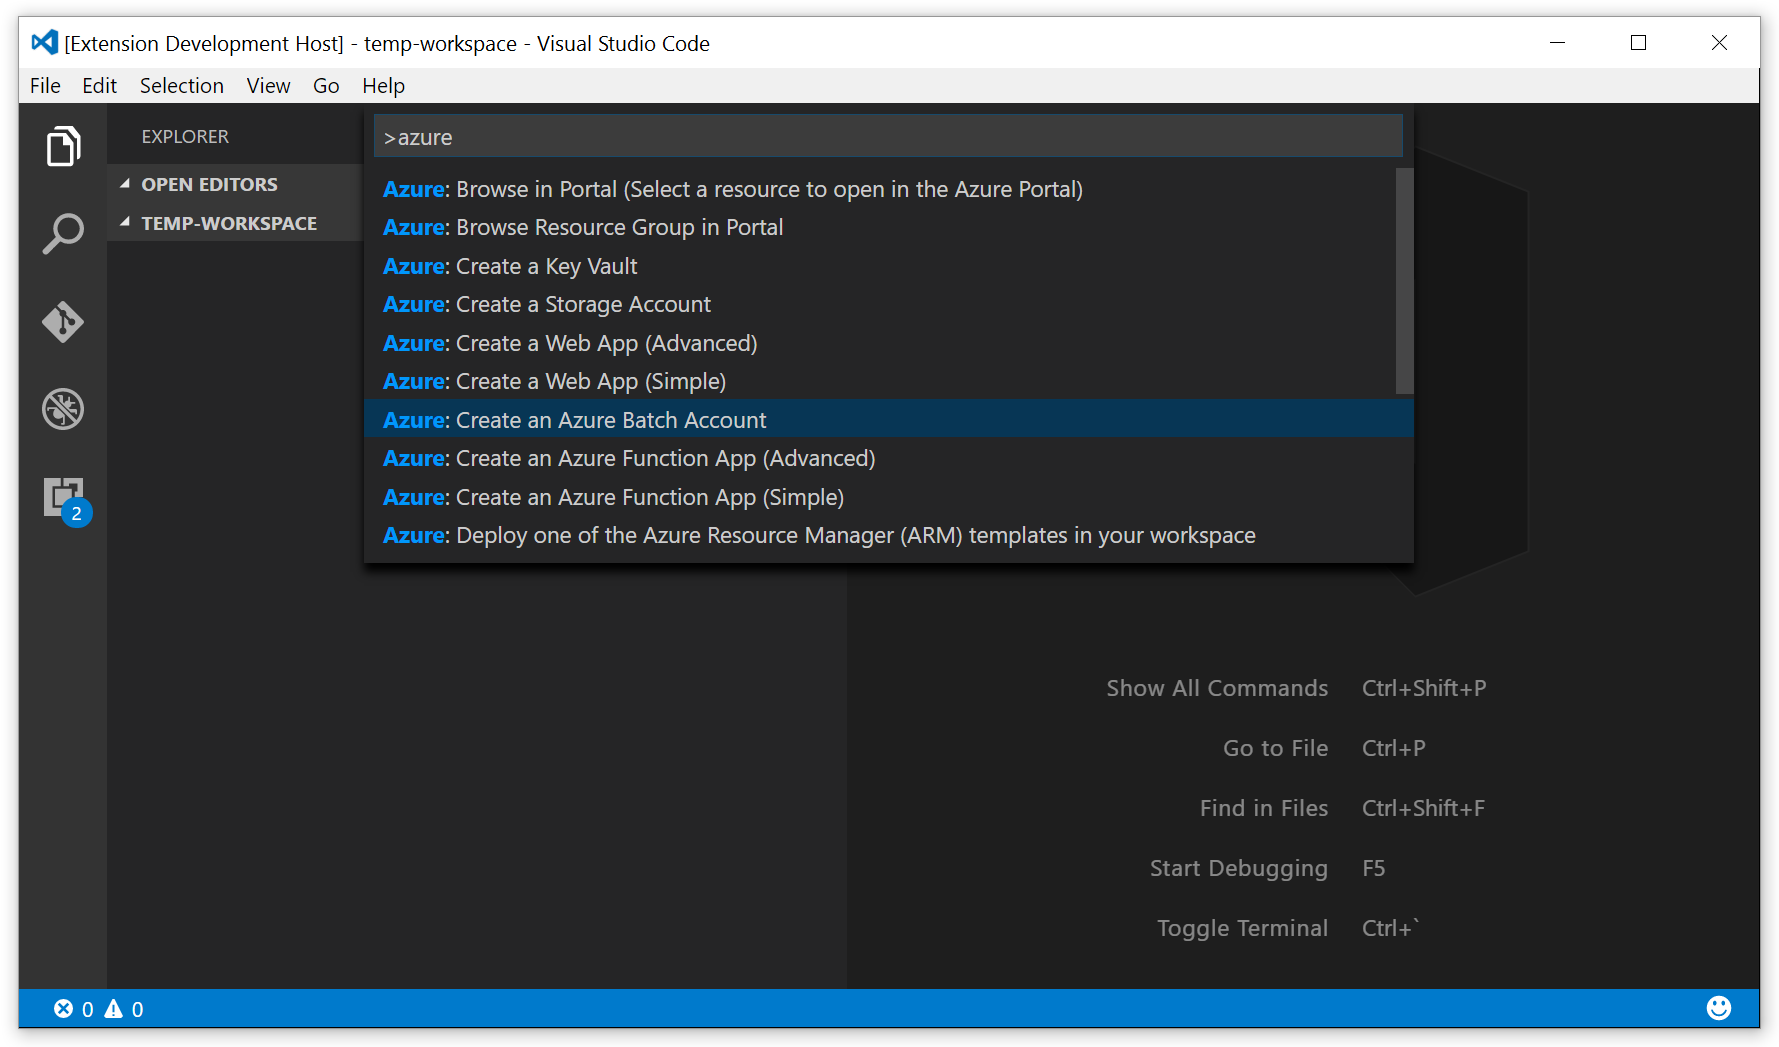 [Extension Development Host] - temp-workspace - Visual Studio Code
File Edit Selection View Go Help
EXPLORER
OPEN EDITORS
TEMP-WORKSPACE
2
>azure
Azure: Browse in Portal (Select a resource to open in the Azure Portal)
Azure: Browse Resource Group in Portal
Azure: Create a Key Vault
Azure: Create a Storage Account
Azure: Create a Web App (Advanced)
Azure: Create a Web App (Simple)
Azure: Create an Azure Batch Account
Azure: Create an Azure Function App (Advanced)
Azure: Create an Azure Function App (Simple)
Azure: Deploy one of the Azure Resource Manager (ARM) templates in your workspace
Show All Commands Ctrl+Shift+P
Go to File Ctrl+P
Find in Files Ctrl+Shift+F
Start Debugging F5
Toggle Terminal Ctrl+`
0 0